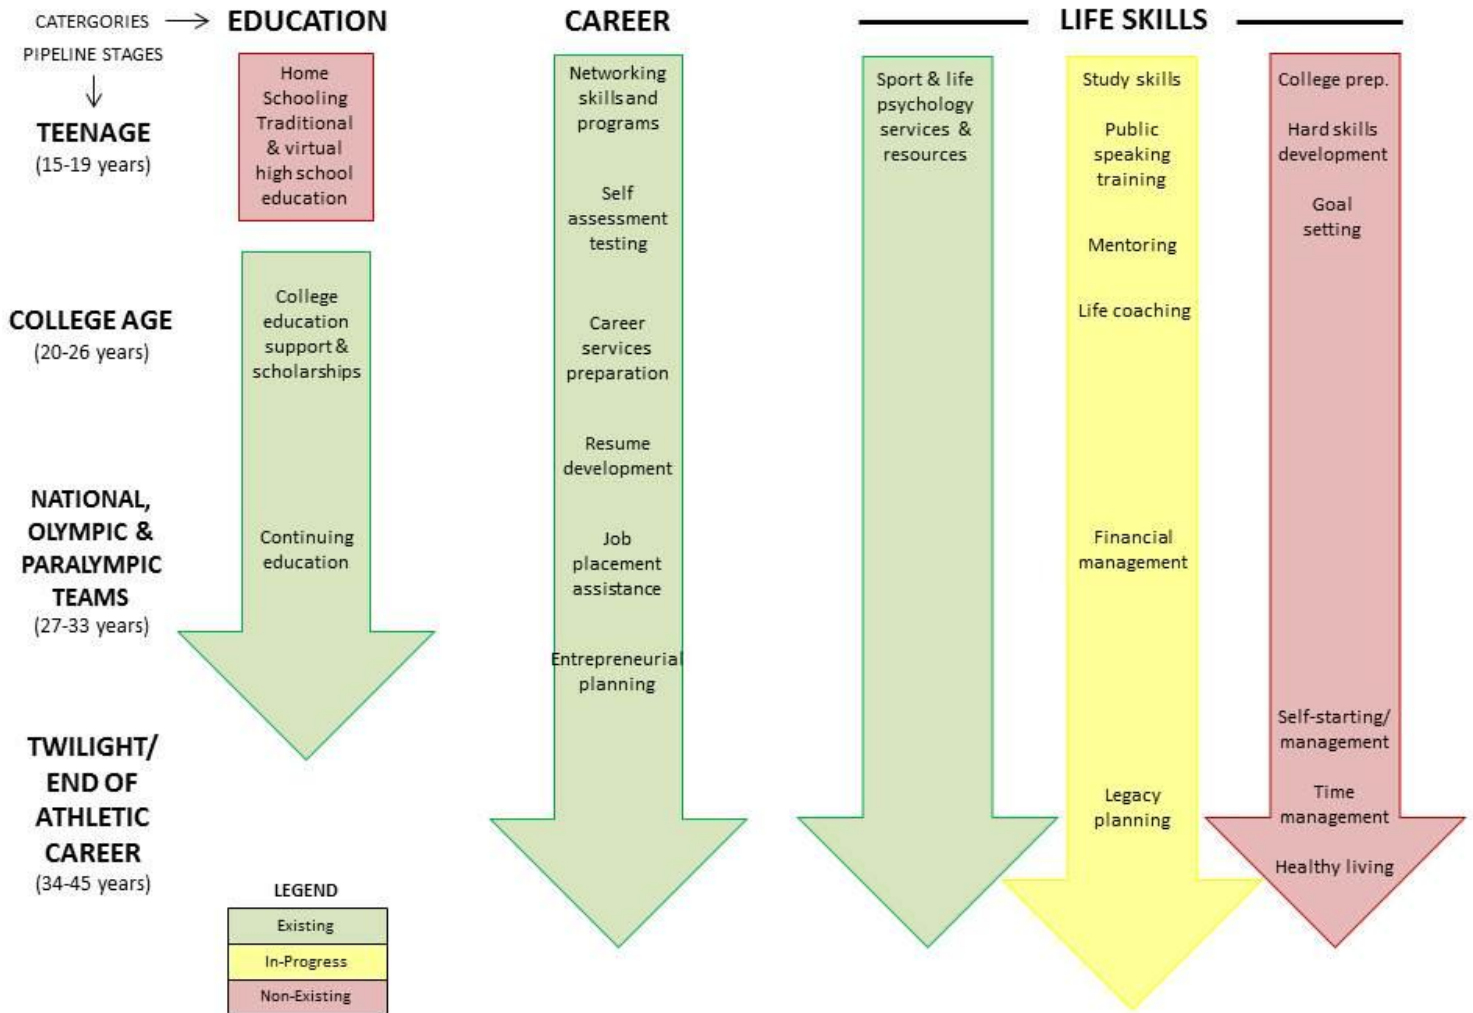 CATERGORIES
EDUCATION
CAREER
LIFE SKILLS
PIPELINE STAGES
TEENAGE
(15-19 years)
COLLEGE AGE
(20-26 years)
NATIONAL,
OLYMPIC &
PARALYMPIC
TEAMS
(27-33 years)
TWILIGHT/
END OF
ATHLETIC
CAREER
(34-45 years)
Home
Schooling
Traditional
& virtual
high school
education
College
education
support &
scholarships
Continuing
education
Networking
skills and
programs
Self
assessment
testing
Career
services
preparation
Resume
development
Job
placement
assistance
Entrepreneurial
planning
Sport & life
psychology
services &
resources
Study skills
Public
speaking
training
Mentoring
Life coaching
Financial
management
Legacy
planning
College prep.
Hard skills
development
Goal
setting
Self-starting/
management
Time
management
Healthy living
LEGEND
Existing
In-Progress
Non-Existing